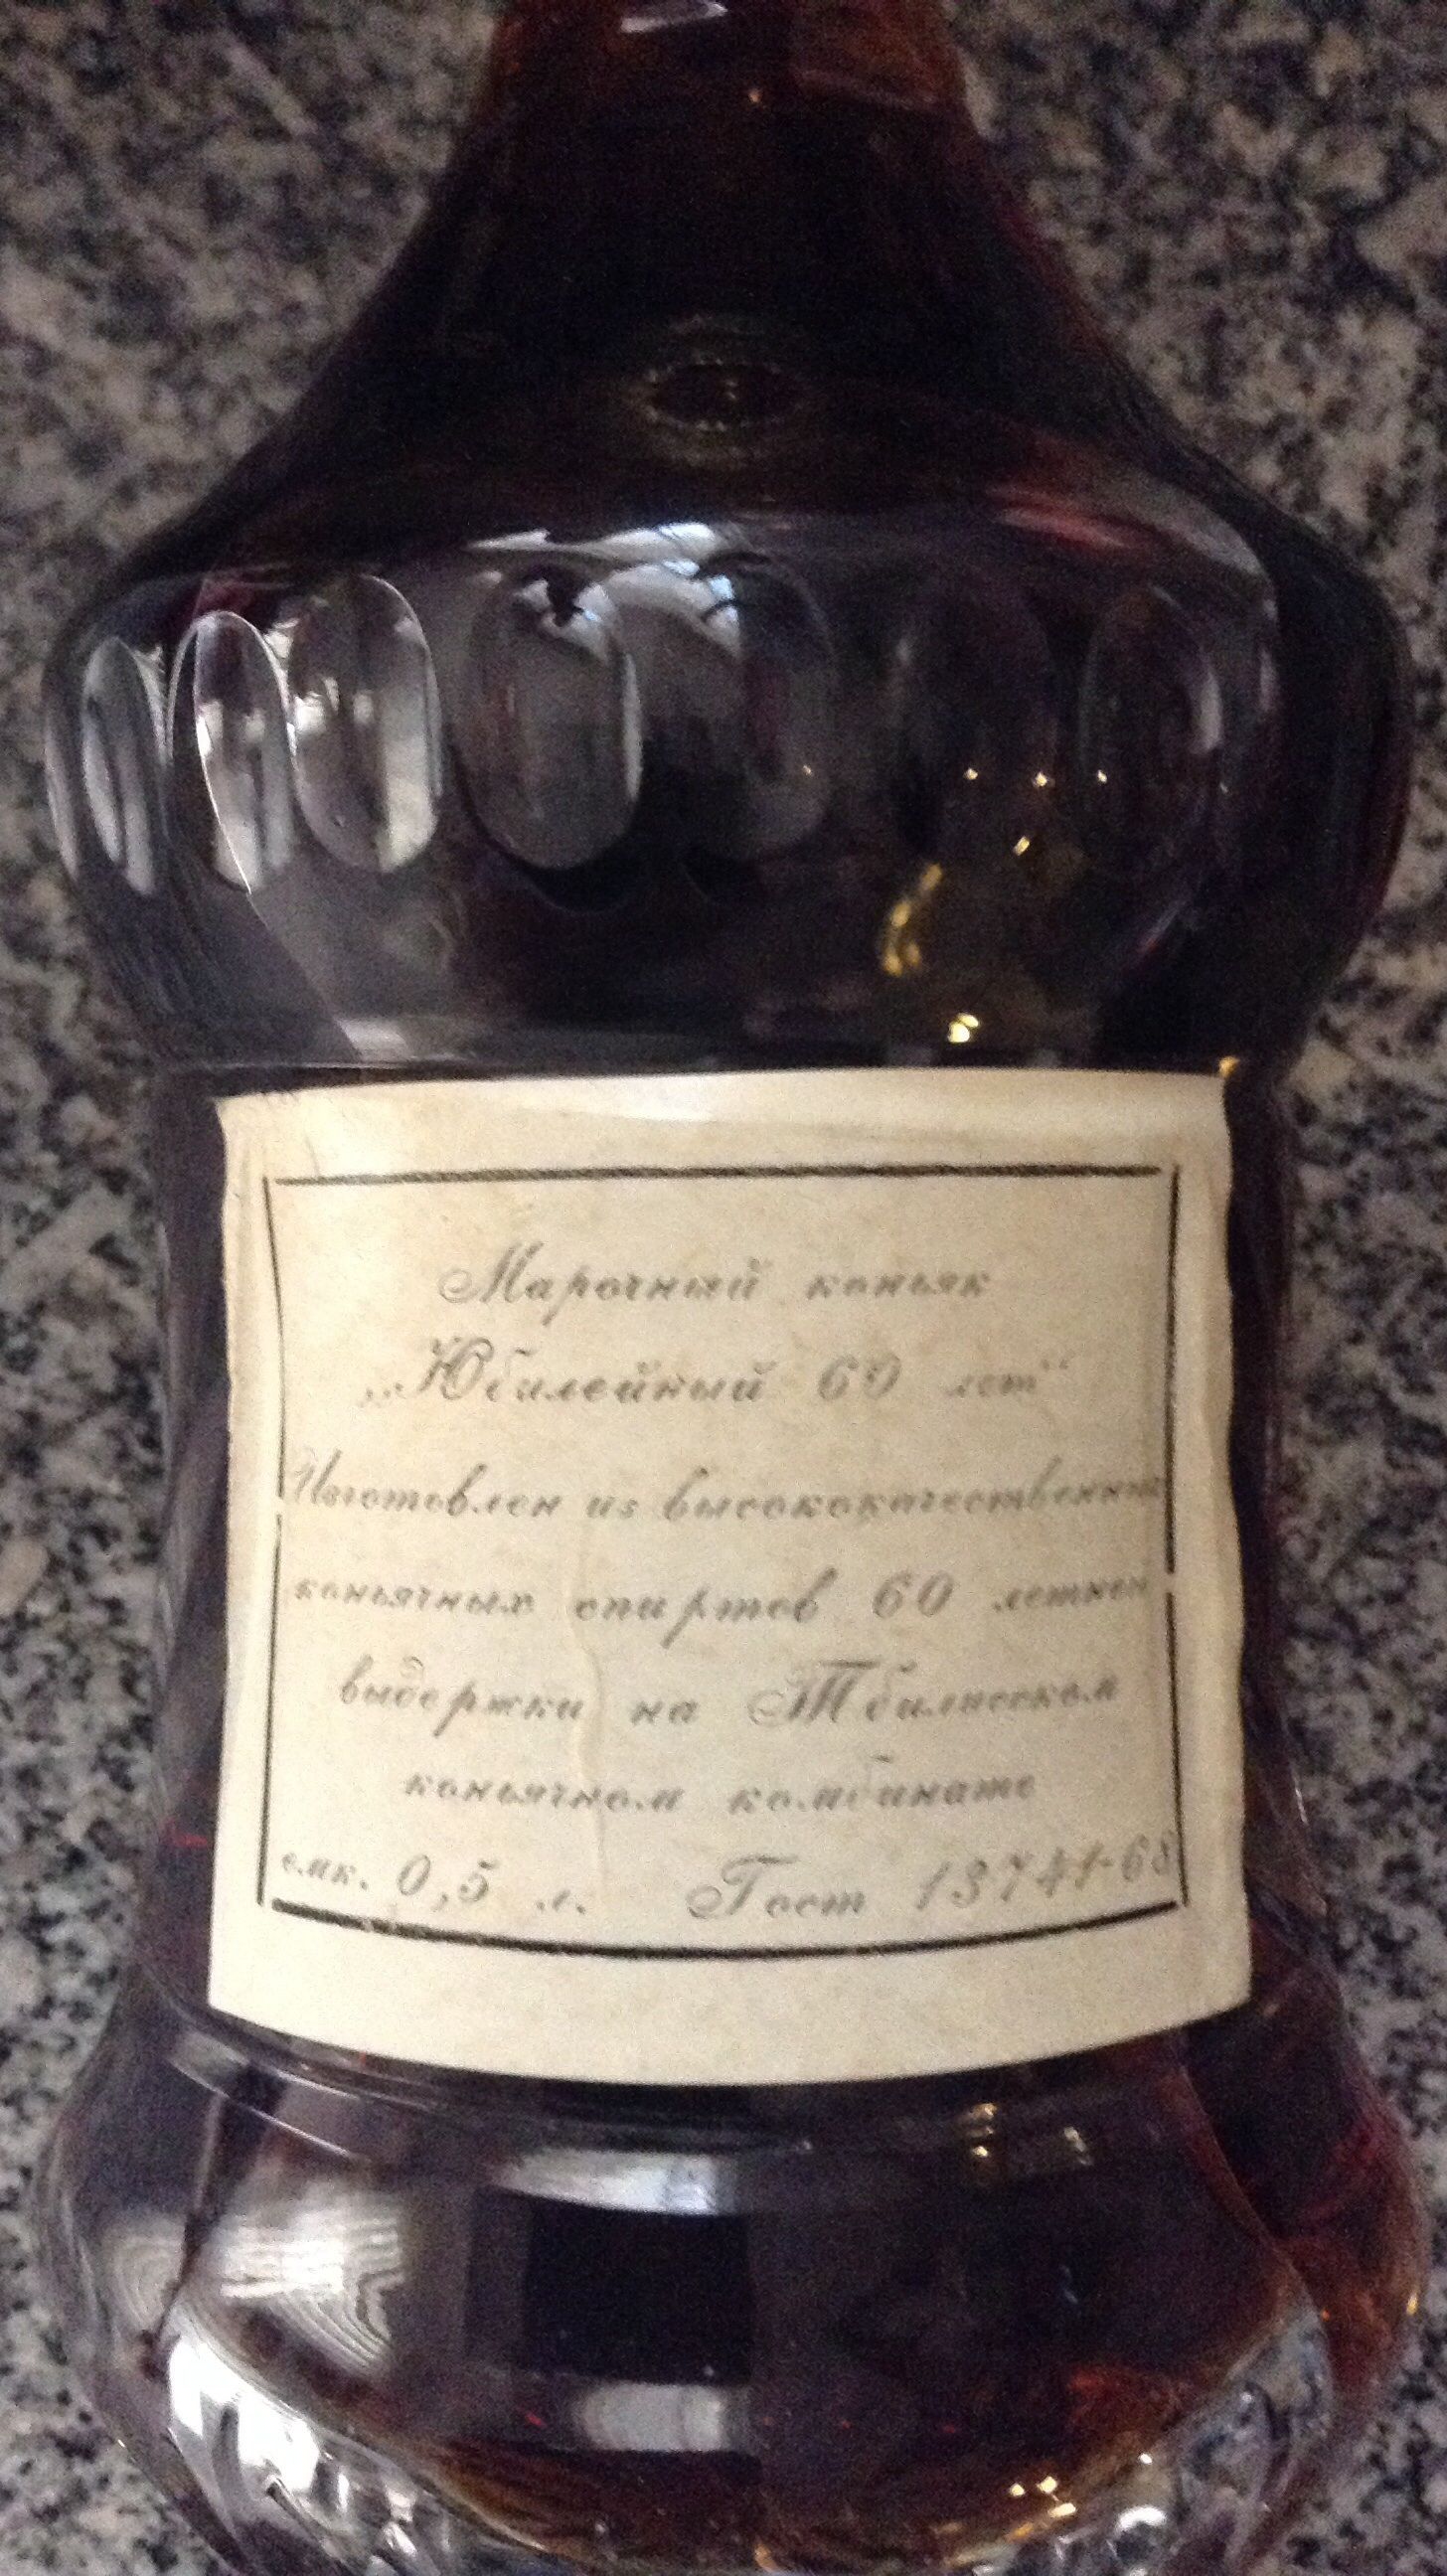 Марочный коньяк
„Юбилейный 60 лет“
Изготовлен из высококачественных
коньячных спиртов 60 летней
выдержки на Тбилисском
коньячном комбинате
емк. 0,5 л. Гост 13741-68